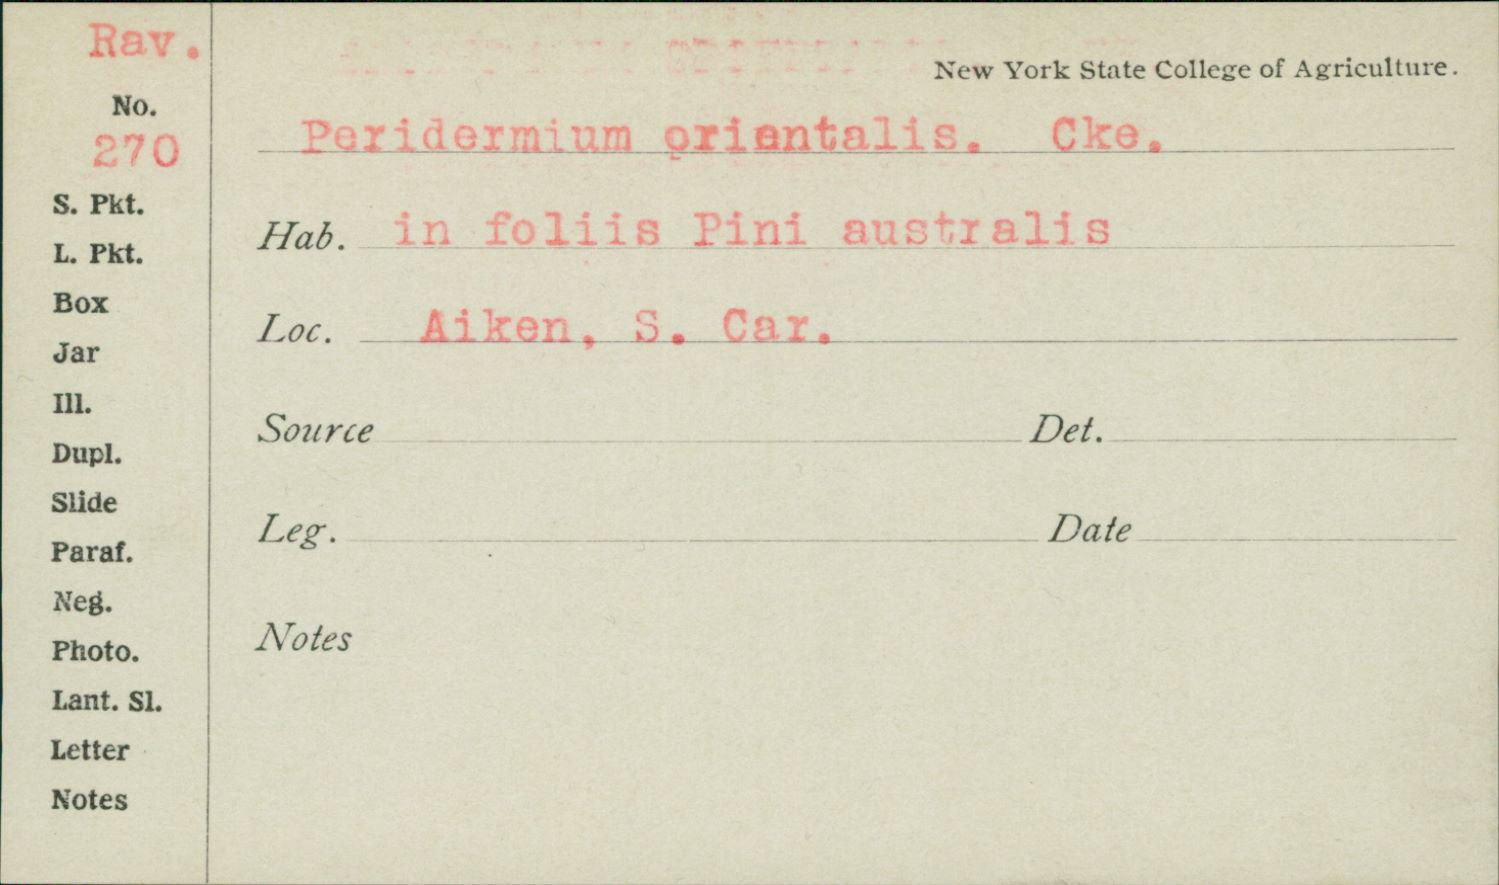 Rav.
New York State College of Agriculture.
No.
270
Peridermium orientalis. Cke.
Hab. in foliis Pini australis
Loc. Aiken, S. Car.
Source Det.
Leg. Date
Notes
S. Pkt.
L. Pkt.
Box
Jar
Ill.
Dupl.
Slide
Paraf.
Neg.
Photo.
Lant. Sl.
Letter
Notes